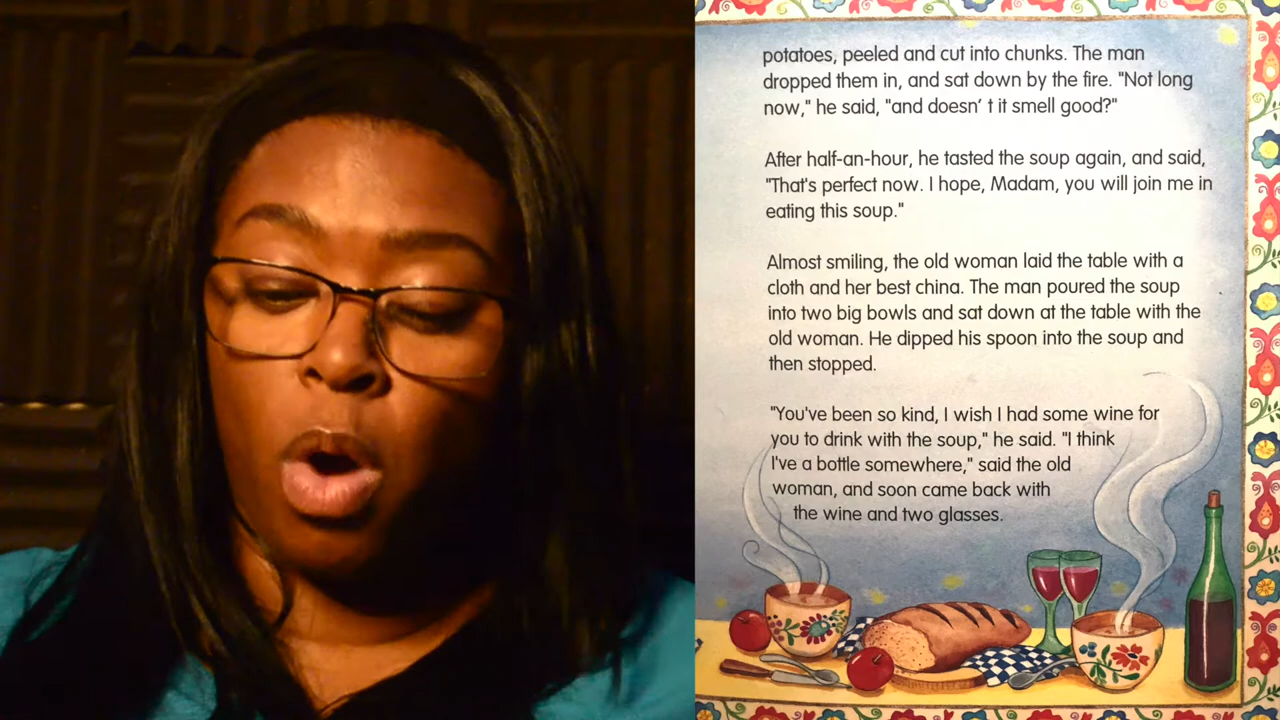 potatoes, peeled and cut into chunks. The man
dropped them in, and sat down by the fire. "Not long
now," he said, "and doesn' t it smell good?"
After half-an-hour, he tasted the soup again, and said,
"That's perfect now. I hope, Madam, you will join me in
eating this soup."
Almost smiling, the old woman laid the table with a
cloth and her best china. The man poured the soup
into two big bowls and sat down at the table with the
old woman. He dipped his spoon into the soup and
then stopped.
"You've been so kind, I wish I had some wine for
you to drink with the soup," he said. "I think
I've a bottle somewhere," said the old
woman, and soon came back with
the wine and two glasses.